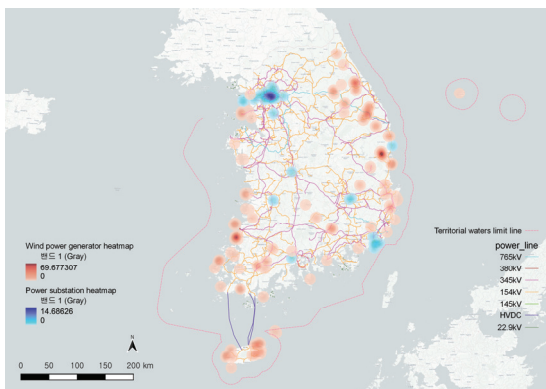 Wind power generator heatmap
밴드 1 (Gray)
69.677307
0
Power substation heatmap
밴드 1 (Gray)
14.68626
0
N
0 50 100 150 200 km
Territorial waters limit line
power_line
765kV
380kV
345kV
154kV
145kV
HVDC
22.9kV